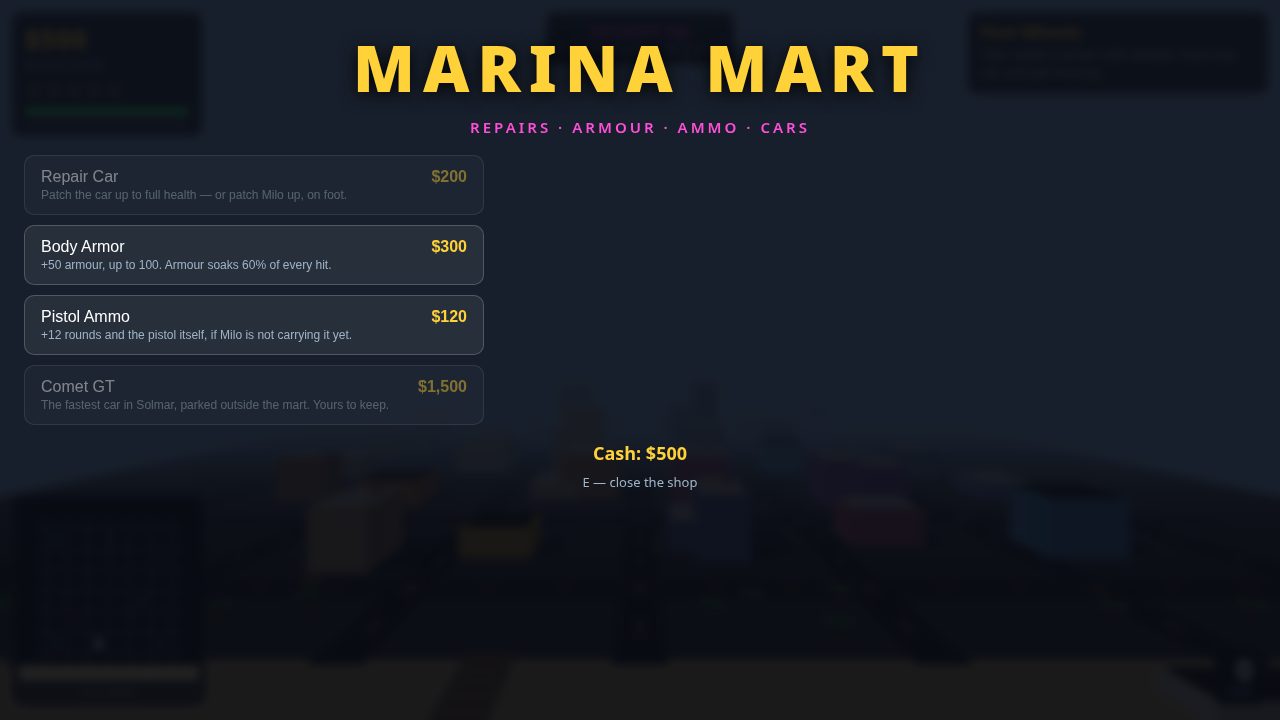 MARINA MART
REPAIRS · ARMOUR · AMMO · CARS
Repair Car $200
Patch the car up to full health — or patch Milo up, on foot.
Body Armor $300
+50 armour, up to 100. Armour soaks 60% of every hit.
Pistol Ammo $120
+12 rounds and the pistol itself, if Milo is not carrying it yet.
Comet GT $1,500
The fastest car in Solmar, parked outside the mart. Yours to keep.
Cash: $500
E — close the shop